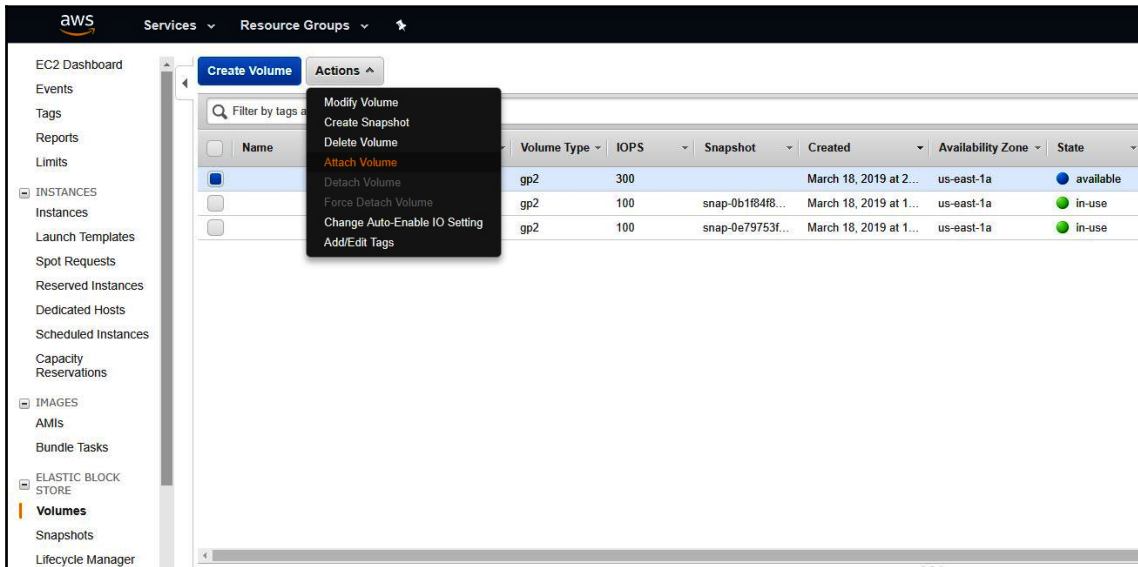 aws
Services
Resource Groups
EC2 Dashboard
Events
Tags
Reports
Limits
INSTANCES
Instances
Launch Templates
Spot Requests
Reserved Instances
Dedicated Hosts
Scheduled Instances
Capacity
Reservations
IMAGES
AMIs
Bundle Tasks
ELASTIC BLOCK
STORE
Volumes
Snapshots
Lifecycle Manager
Create Volume
Actions
Filter by tags a
Modify Volume
Create Snapshot
Delete Volume
Attach Volume
Detach Volume
Force Detach Volume
Change Auto-Enable IO Setting
Add/Edit Tags
Name Volume Type IOPS Snapshot Created Availability Zone State
gp2 300 March 18, 2019 at 2... us-east-1a available
gp2 100 snap-0b1f84f8... March 18, 2019 at 1... us-east-1a in-use
gp2 100 snap-0e79753f... March 18, 2019 at 1... us-east-1a in-use